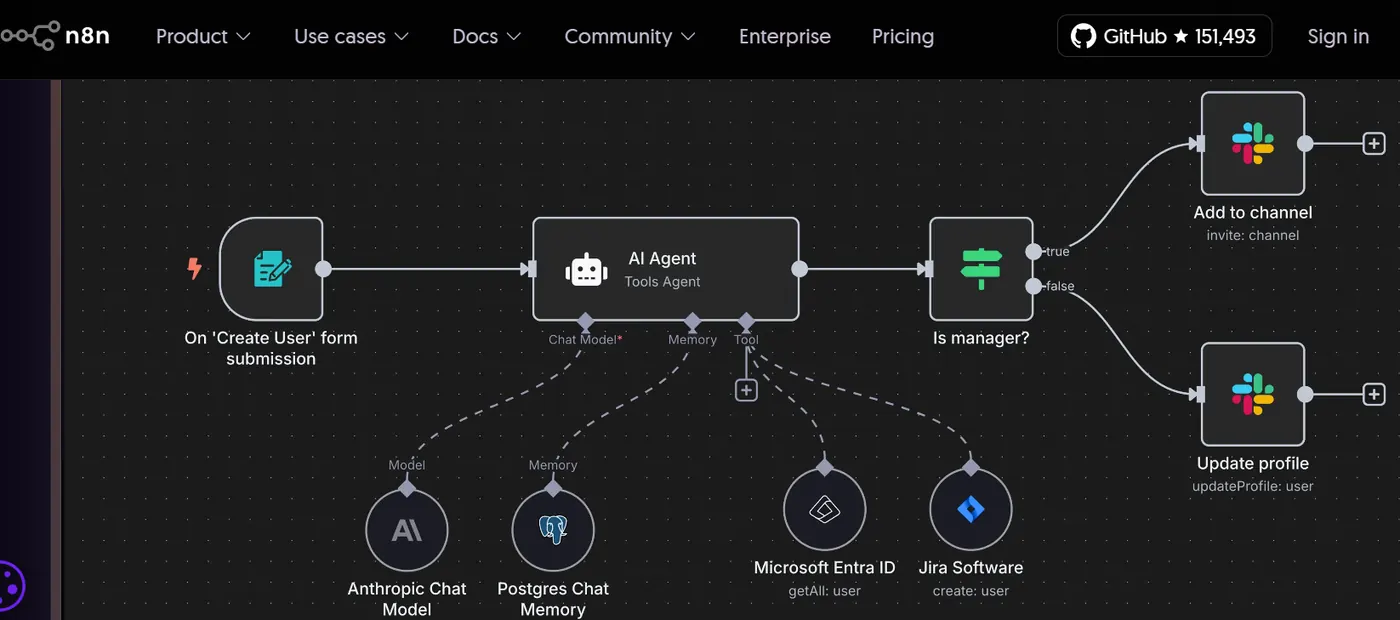 n8n Product Use cases Docs Community Enterprise Pricing GitHub ★ 151,493 Sign in
Add to channel
invite: channel
AI Agent
Tools Agent
true
false
On 'Create User' form
submission
Chat Model*
Memory
Tool
Is manager?
Update profile
updateProfile: user
Model
Memory
Anthropic Chat
Model
Postgres Chat
Memory
Microsoft Entra ID
getAll: user
Jira Software
create: user